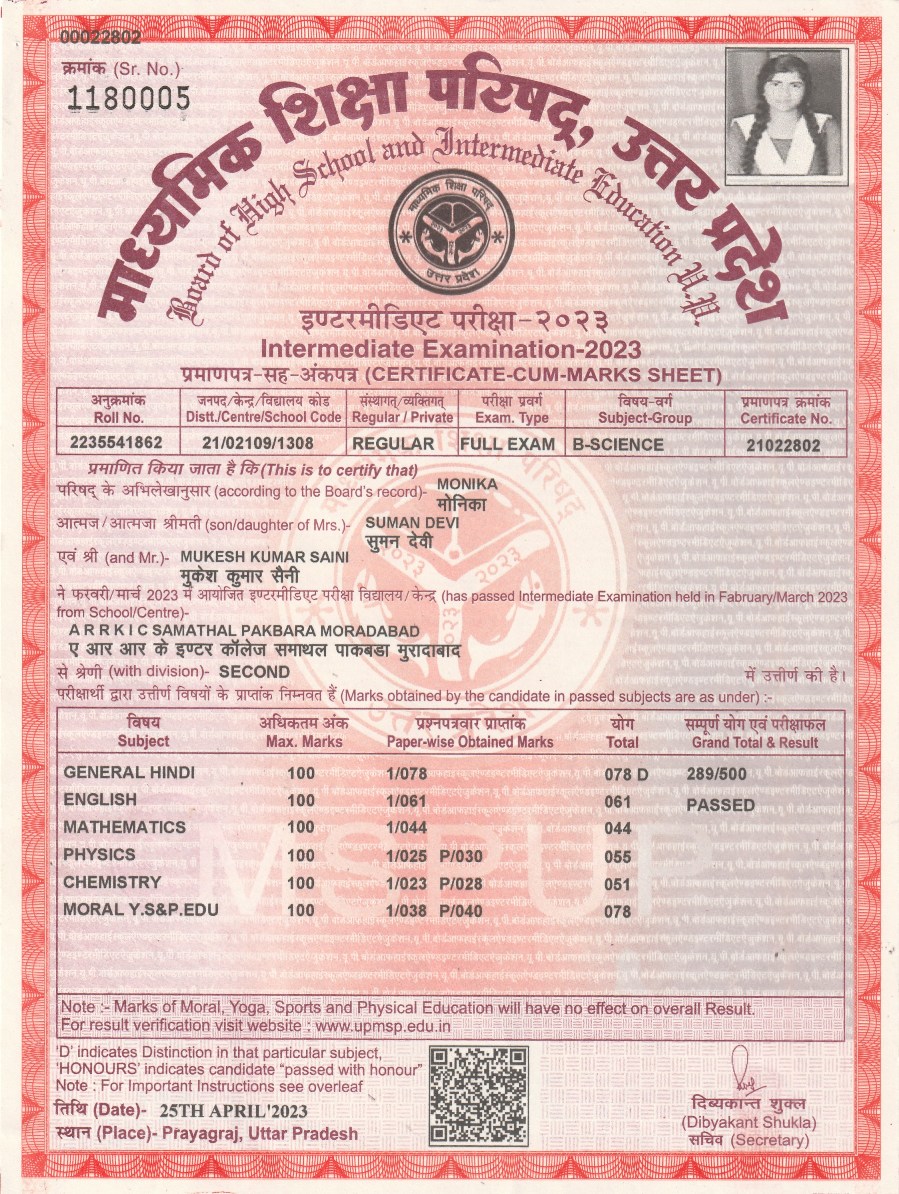 00022802
क्रमांक (Sr. No.)
1180005
माध्यमिक शिक्षा परिषद्, उत्तर प्रदेश
Board of High School and Intermediate Education U.P.
माध्यमिक शिक्षा परिषद्
उत्तर प्रदेश
इण्टरमीडिएट परीक्षा-२०२३
Intermediate Examination-2023
प्रमाणपत्र-सह-अंकपत्र (CERTIFICATE-CUM-MARKS SHEET)
अनुक्रमांक जनपद/केन्द्र/विद्यालय कोड संस्थागत्/व्यक्तिगत् परीक्षा प्रवर्ग विषय-वर्ग प्रमाणपत्र क्रमांक
Roll No. Distt./Centre/School Code Regular / Private Exam. Type Subject-Group Certificate No.
2235541862 21/02109/1308 REGULAR FULL EXAM B-SCIENCE 21022802
प्रमाणित किया जाता है कि (This is to certify that)
परिषद् के अभिलेखानुसार (according to the Board's record)- MONIKA
मोनिका
आत्मज/आत्मजा श्रीमती (son/daughter of Mrs.)- SUMAN DEVI
सुमन देवी
एवं श्री (and Mr.)- MUKESH KUMAR SAINI
मुकेश कुमार सैनी
ने फरवरी/मार्च 2023 में आयोजित इण्टरमीडिएट परीक्षा विद्यालय/केन्द्र (has passed Intermediate Examination held in Fabruary/March 2023
from School/Centre)-
A R R K I C SAMATHAL PAKBARA MORADABAD
ए आर आर के इण्टर कॉलेज समाथल पाकबडा मुरादाबाद
से श्रेणी (with division)- SECOND में उत्तीर्ण की है।
परीक्षार्थी द्वारा उत्तीर्ण विषयों के प्राप्तांक निम्नवत हैं (Marks obtained by the candidate in passed subjects are as under) :-
विषय अधिकतम अंक प्रश्नपत्रवार प्राप्तांक योग सम्पूर्ण योग एवं परीक्षाफल
Subject Max. Marks Paper-wise Obtained Marks Total Grand Total & Result
GENERAL HINDI 100 1/078 078 D 289/500
ENGLISH 100 1/061 061 PASSED
MATHEMATICS 100 1/044 044
PHYSICS 100 1/025 P/030 055
CHEMISTRY 100 1/023 P/028 051
MORAL Y.S&P.EDU 100 1/038 P/040 078
MSPUP
Note :- Marks of Moral, Yoga, Sports and Physical Education will have no effect on overall Result.
For result verification visit website : www.upmsp.edu.in
'D' indicates Distinction in that particular subject,
'HONOURS' indicates candidate "passed with honour"
Note : For Important Instructions see overleaf
तिथि (Date)- 25TH APRIL'2023
स्थान (Place)- Prayagraj, Uttar Pradesh
दिब्यकान्त शुक्ल
(Dibyakant Shukla)
सचिव (Secretary)